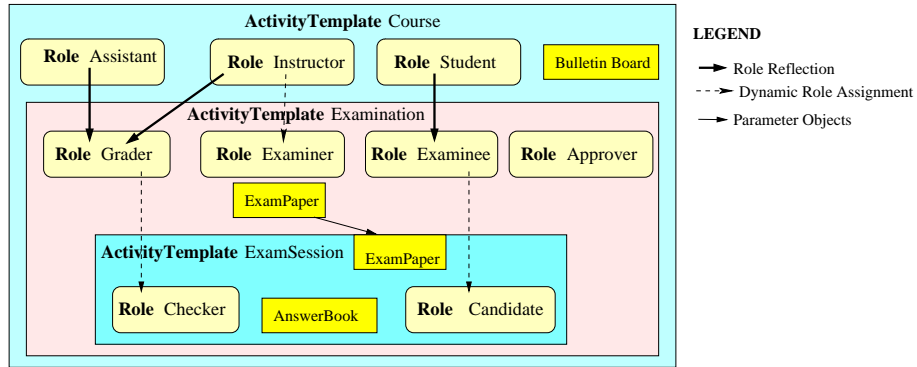 ActivityTemplate Course
Role Assistant
Role Instructor
Role Student
Bulletin Board
ActivityTemplate Examination
Role Grader
Role Examiner
Role Examinee
Role Approver
ExamPaper
ActivityTemplate ExamSession
ExamPaper
Role Checker
AnswerBook
Role Candidate
LEGEND
Role Reflection
Dynamic Role Assignment
Parameter Objects